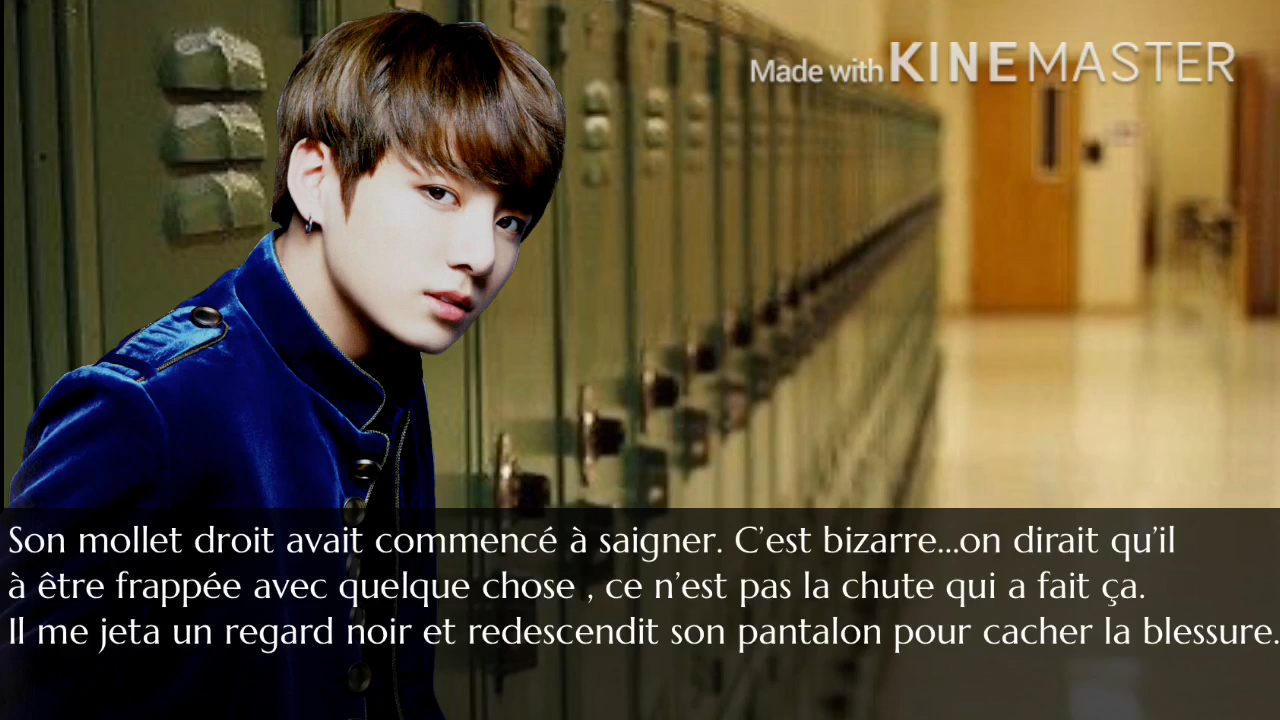 Made with KINEMASTER
Son mollet droit avait commencé à saigner. C’est bizarre...on dirait qu’il
à être frappée avec quelque chose , ce n’est pas la chute qui a fait ça.
Il me jeta un regard noir et redescendit son pantalon pour cacher la blessure.